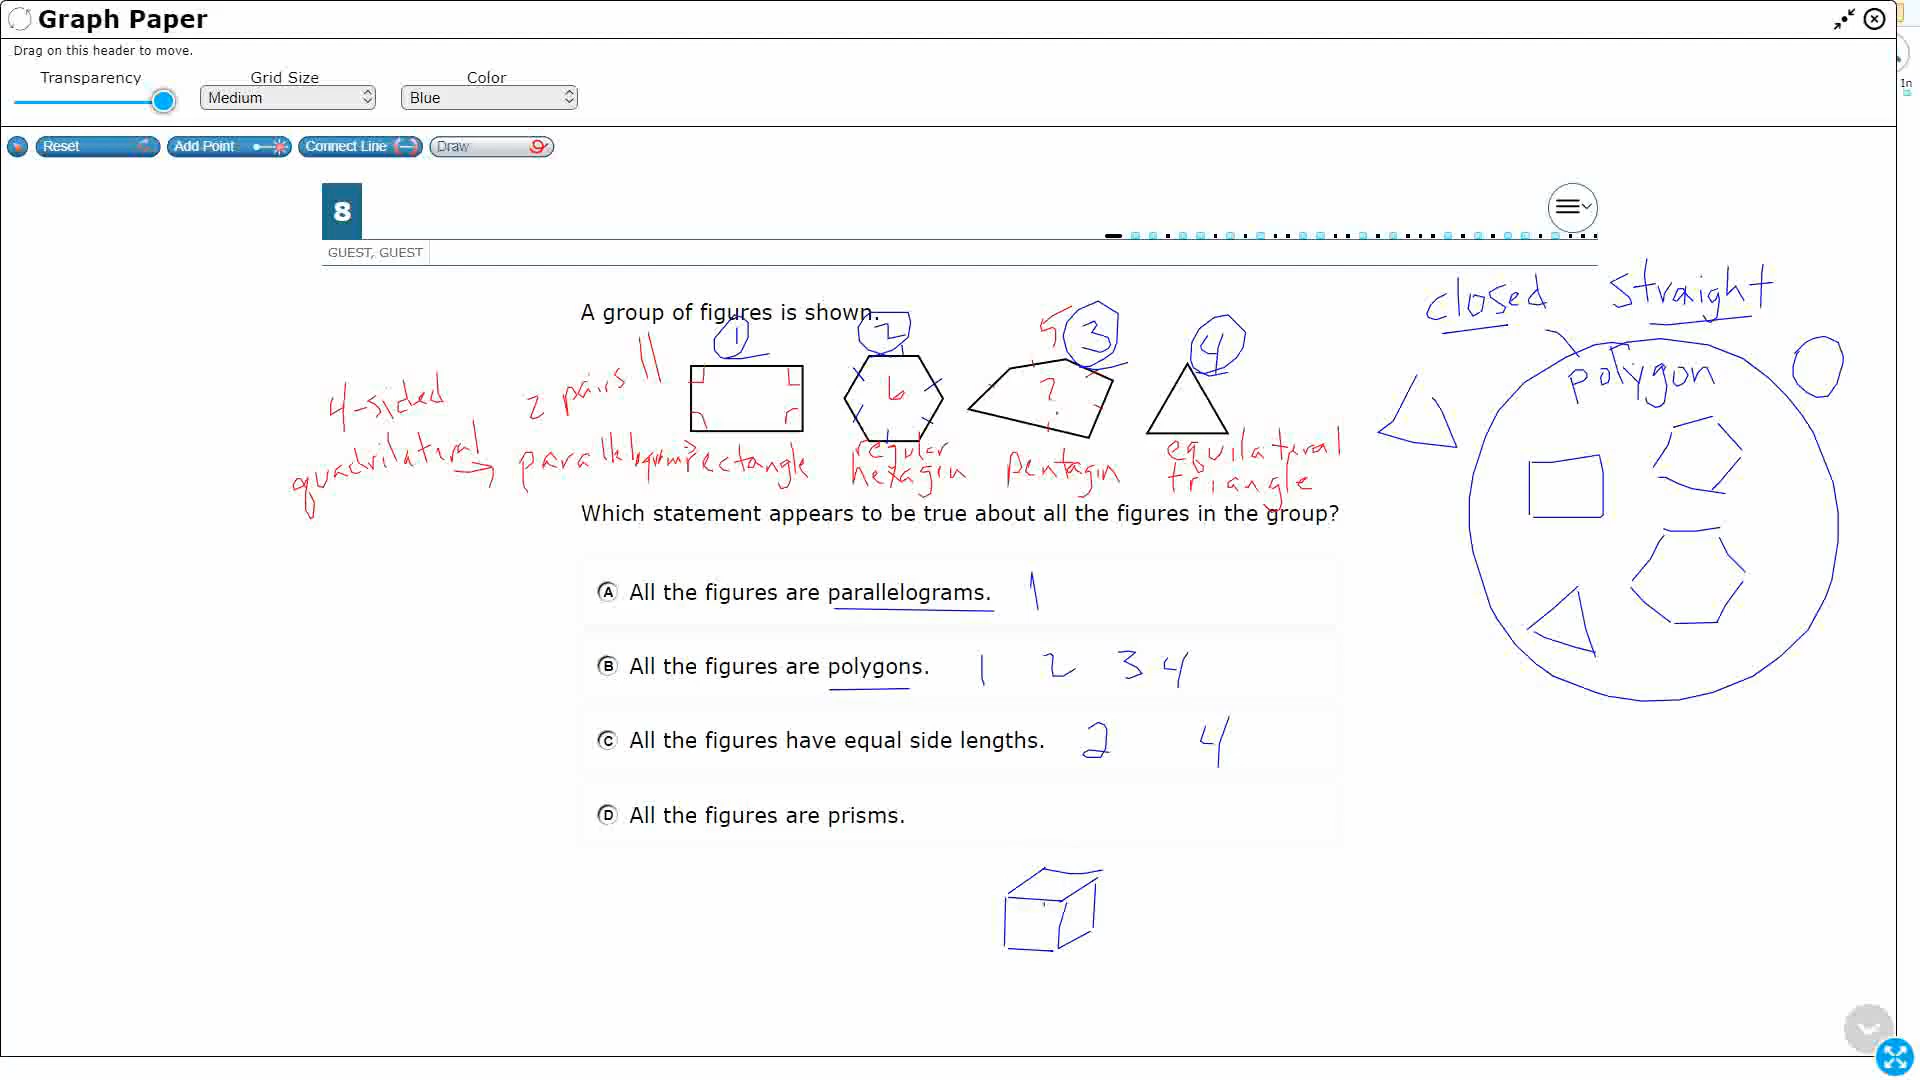 Graph Paper
Drag on this header to move.
Transparency Grid Size Color
Medium Blue
Reset Add Point Connect Line Draw
8
GUEST, GUEST
closed straight
A group of figures is shown.
1 2 5 3 4
polygon
4-sided 2 pairs ||
6 ?
quadrilateral → parallelogram → rectangle
regular
hexagin
pentagin
equilateral
triangle
Which statement appears to be true about all the figures in the group?
A All the figures are parallelograms. 1
B All the figures are polygons. 1 2 3 4
C All the figures have equal side lengths. 2 4
D All the figures are prisms.